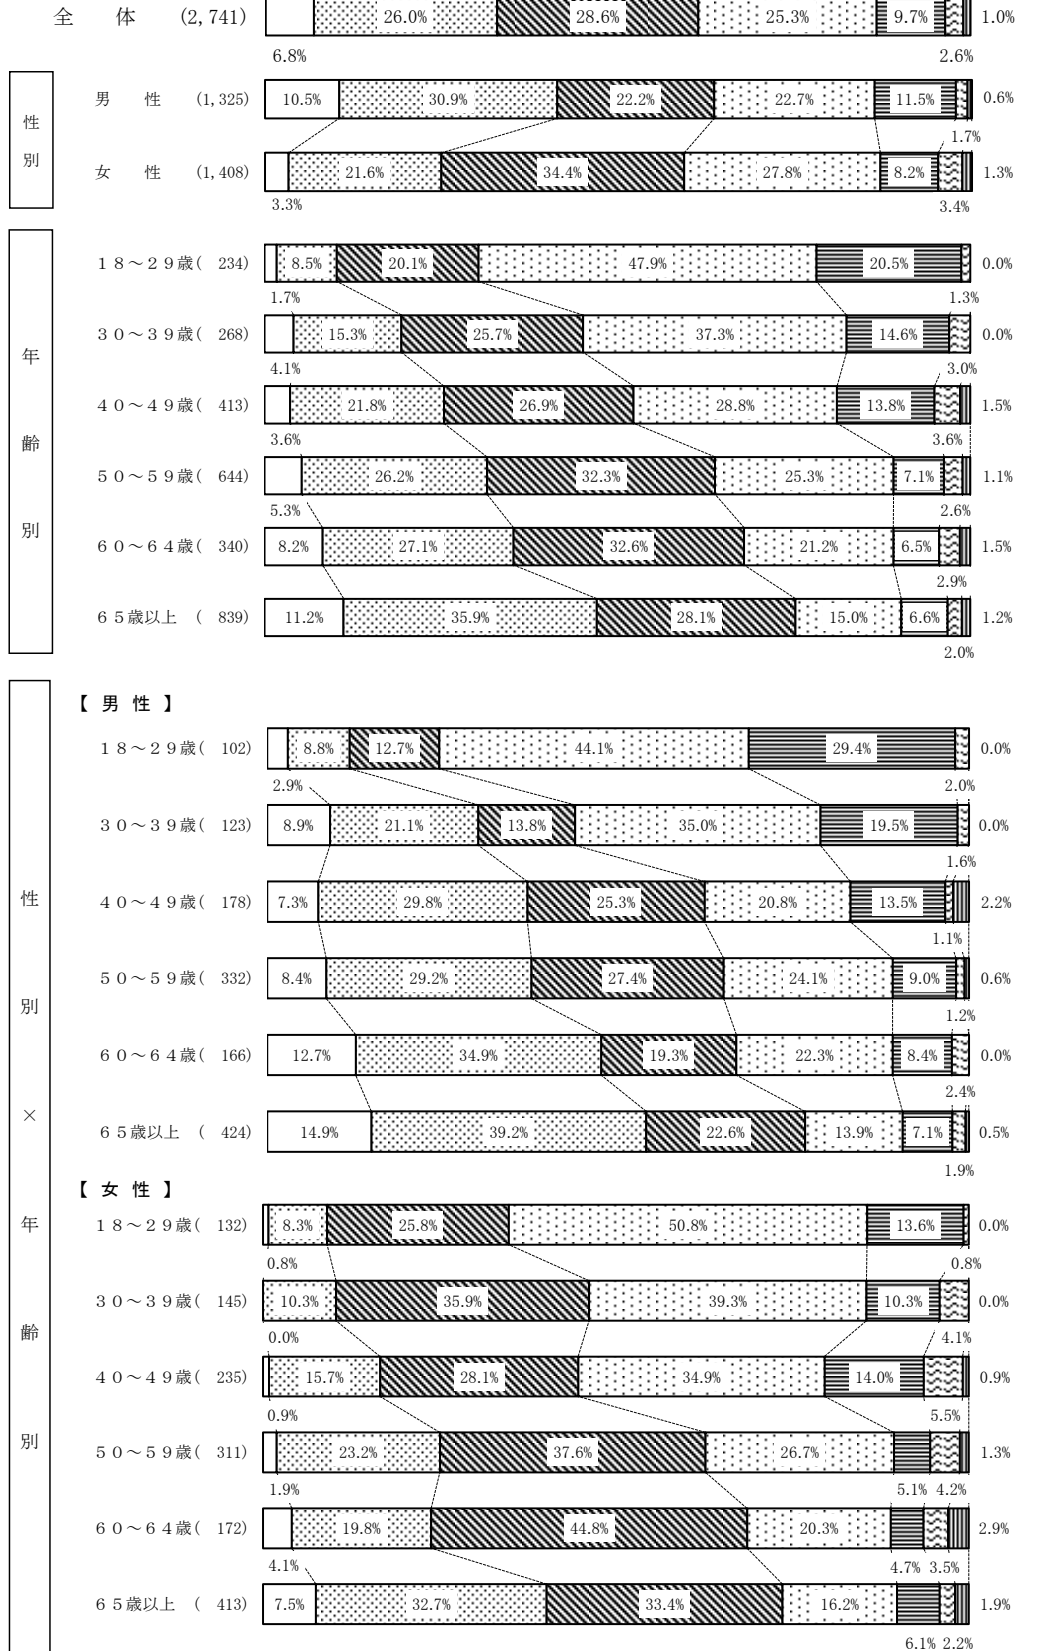 全 体 (2,741) 26.0% 28.6% 25.3% 9.7% 1.0%
6.8% 2.6%
性別
男 性 (1,325) 10.5% 30.9% 22.2% 22.7% 11.5% 0.6%
1.7%
女 性 (1,408) 21.6% 34.4% 27.8% 8.2% 1.3%
3.3% 3.4%
年齢別
18~29歳( 234) 8.5% 20.1% 47.9% 20.5% 0.0%
1.7% 1.3%
30~39歳( 268) 15.3% 25.7% 37.3% 14.6% 0.0%
4.1% 3.0%
40~49歳( 413) 21.8% 26.9% 28.8% 13.8% 1.5%
3.6% 3.6%
50~59歳( 644) 26.2% 32.3% 25.3% 7.1% 1.1%
5.3% 2.6%
60~64歳( 340) 8.2% 27.1% 32.6% 21.2% 6.5% 1.5%
2.9%
65歳以上 ( 839) 11.2% 35.9% 28.1% 15.0% 6.6% 1.2%
2.0%
性別×年齢別
【 男 性 】
18~29歳( 102) 8.8% 12.7% 44.1% 29.4% 0.0%
2.9% 2.0%
30~39歳( 123) 8.9% 21.1% 13.8% 35.0% 19.5% 0.0%
1.6%
40~49歳( 178) 7.3% 29.8% 25.3% 20.8% 13.5% 2.2%
1.1%
50~59歳( 332) 8.4% 29.2% 27.4% 24.1% 9.0% 0.6%
1.2%
60~64歳( 166) 12.7% 34.9% 19.3% 22.3% 8.4% 0.0%
2.4%
65歳以上 ( 424) 14.9% 39.2% 22.6% 13.9% 7.1% 0.5%
1.9%
【 女 性 】
18~29歳( 132) 8.3% 25.8% 50.8% 13.6% 0.0%
0.8% 0.8%
30~39歳( 145) 10.3% 35.9% 39.3% 10.3% 0.0%
0.0% 4.1%
40~49歳( 235) 15.7% 28.1% 34.9% 14.0% 0.9%
0.9% 5.5%
50~59歳( 311) 23.2% 37.6% 26.7% 1.3%
1.9% 5.1% 4.2%
60~64歳( 172) 19.8% 44.8% 20.3% 2.9%
4.1% 4.7% 3.5%
65歳以上 ( 413) 7.5% 32.7% 33.4% 16.2% 1.9%
6.1% 2.2%